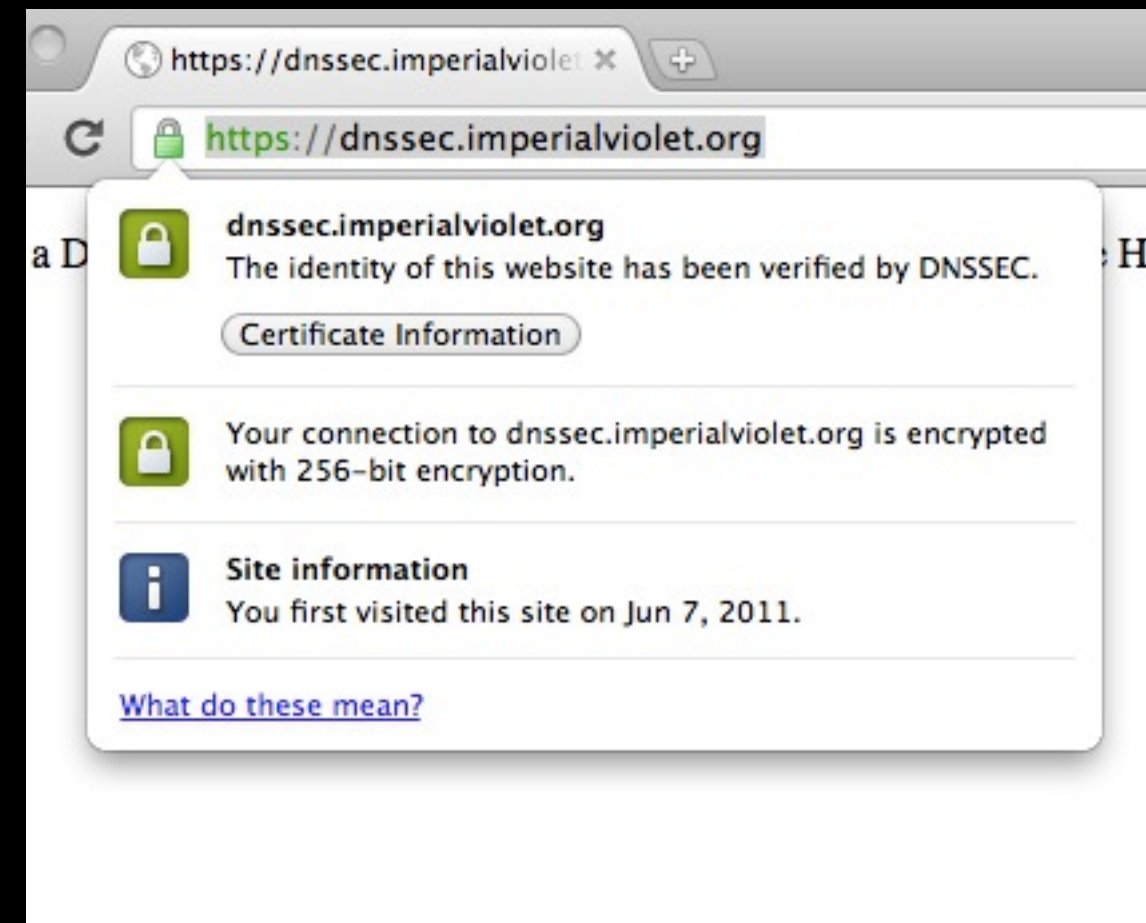 https://dnssec.imperialviolet
https://dnssec.imperialviolet.org
dnssec.imperialviolet.org
a D
H
The identity of this website has been verified by DNSSEC.
Certificate Information
Your connection to dnssec.imperialviolet.org is encrypted
with 256-bit encryption.
Site information
You first visited this site on Jun 7, 2011.
What do these mean?